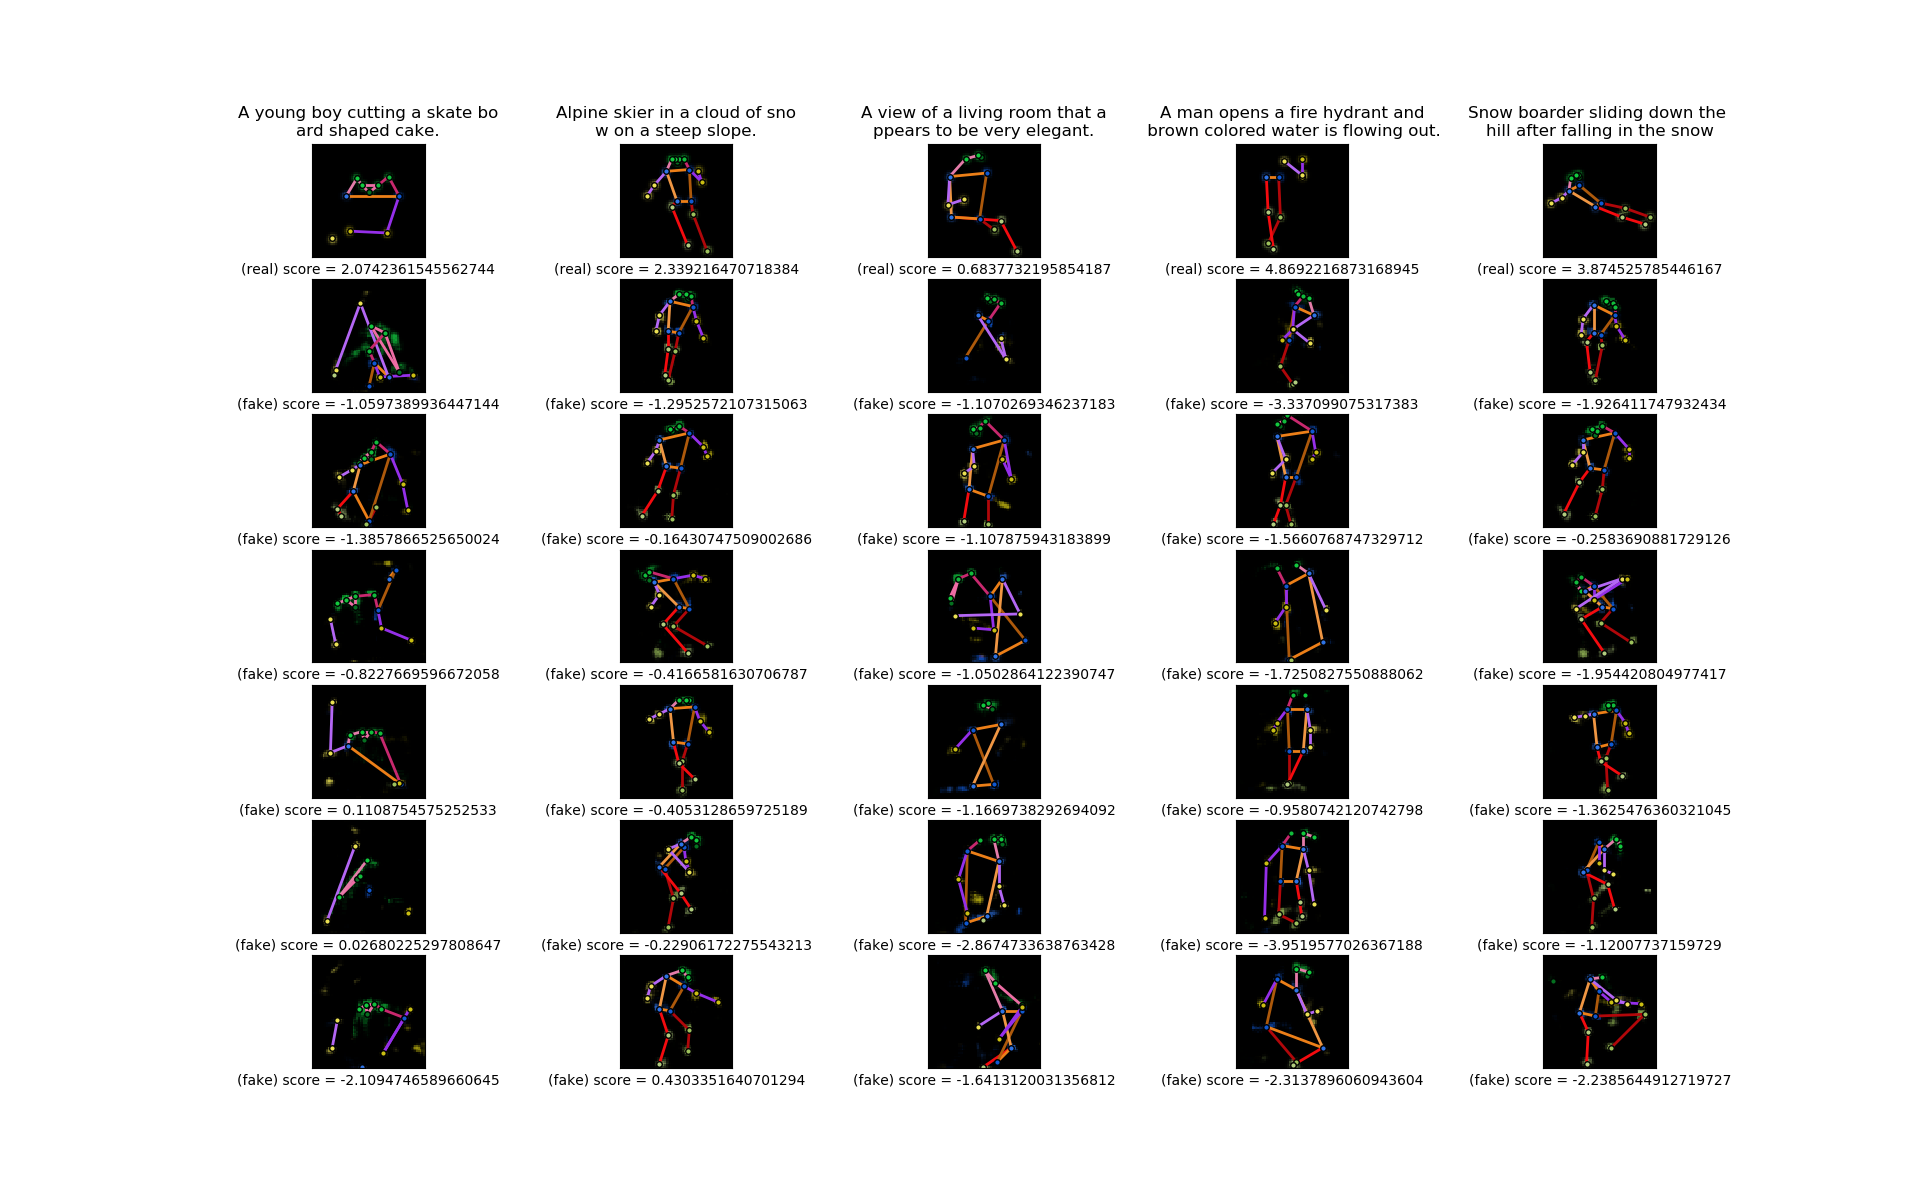 A young boy cutting a skate bo
ard shaped cake.
Alpine skier in a cloud of sno
w on a steep slope.
A view of a living room that a
ppears to be very elegant.
A man opens a fire hydrant and
brown colored water is flowing out.
Snow boarder sliding down the
hill after falling in the snow
(real) score = 2.0742361545562744
(real) score = 2.339216470718384
(real) score = 0.6837732195854187
(real) score = 4.8692216873168945
(real) score = 3.874525785446167
(fake) score = -1.0597389936447144
(fake) score = -1.2952572107315063
(fake) score = -1.1070269346237183
(fake) score = -3.337099075317383
(fake) score = -1.926411747932434
(fake) score = -1.3857866525650024
(fake) score = -0.16430747509002686
(fake) score = -1.107875943183899
(fake) score = -1.5660768747329712
(fake) score = -0.2583690881729126
(fake) score = -0.8227669596672058
(fake) score = -0.4166581630706787
(fake) score = -1.0502864122390747
(fake) score = -1.7250827550888062
(fake) score = -1.954420804977417
(fake) score = 0.1108754575252533
(fake) score = -0.4053128659725189
(fake) score = -1.1669738292694092
(fake) score = -0.9580742120742798
(fake) score = -1.3625476360321045
(fake) score = 0.02680225297808647
(fake) score = -0.22906172275543213
(fake) score = -2.8674733638763428
(fake) score = -3.9519577026367188
(fake) score = -1.12007737159729
(fake) score = -2.1094746589660645
(fake) score = 0.4303351640701294
(fake) score = -1.6413120031356812
(fake) score = -2.3137896060943604
(fake) score = -2.2385644912719727